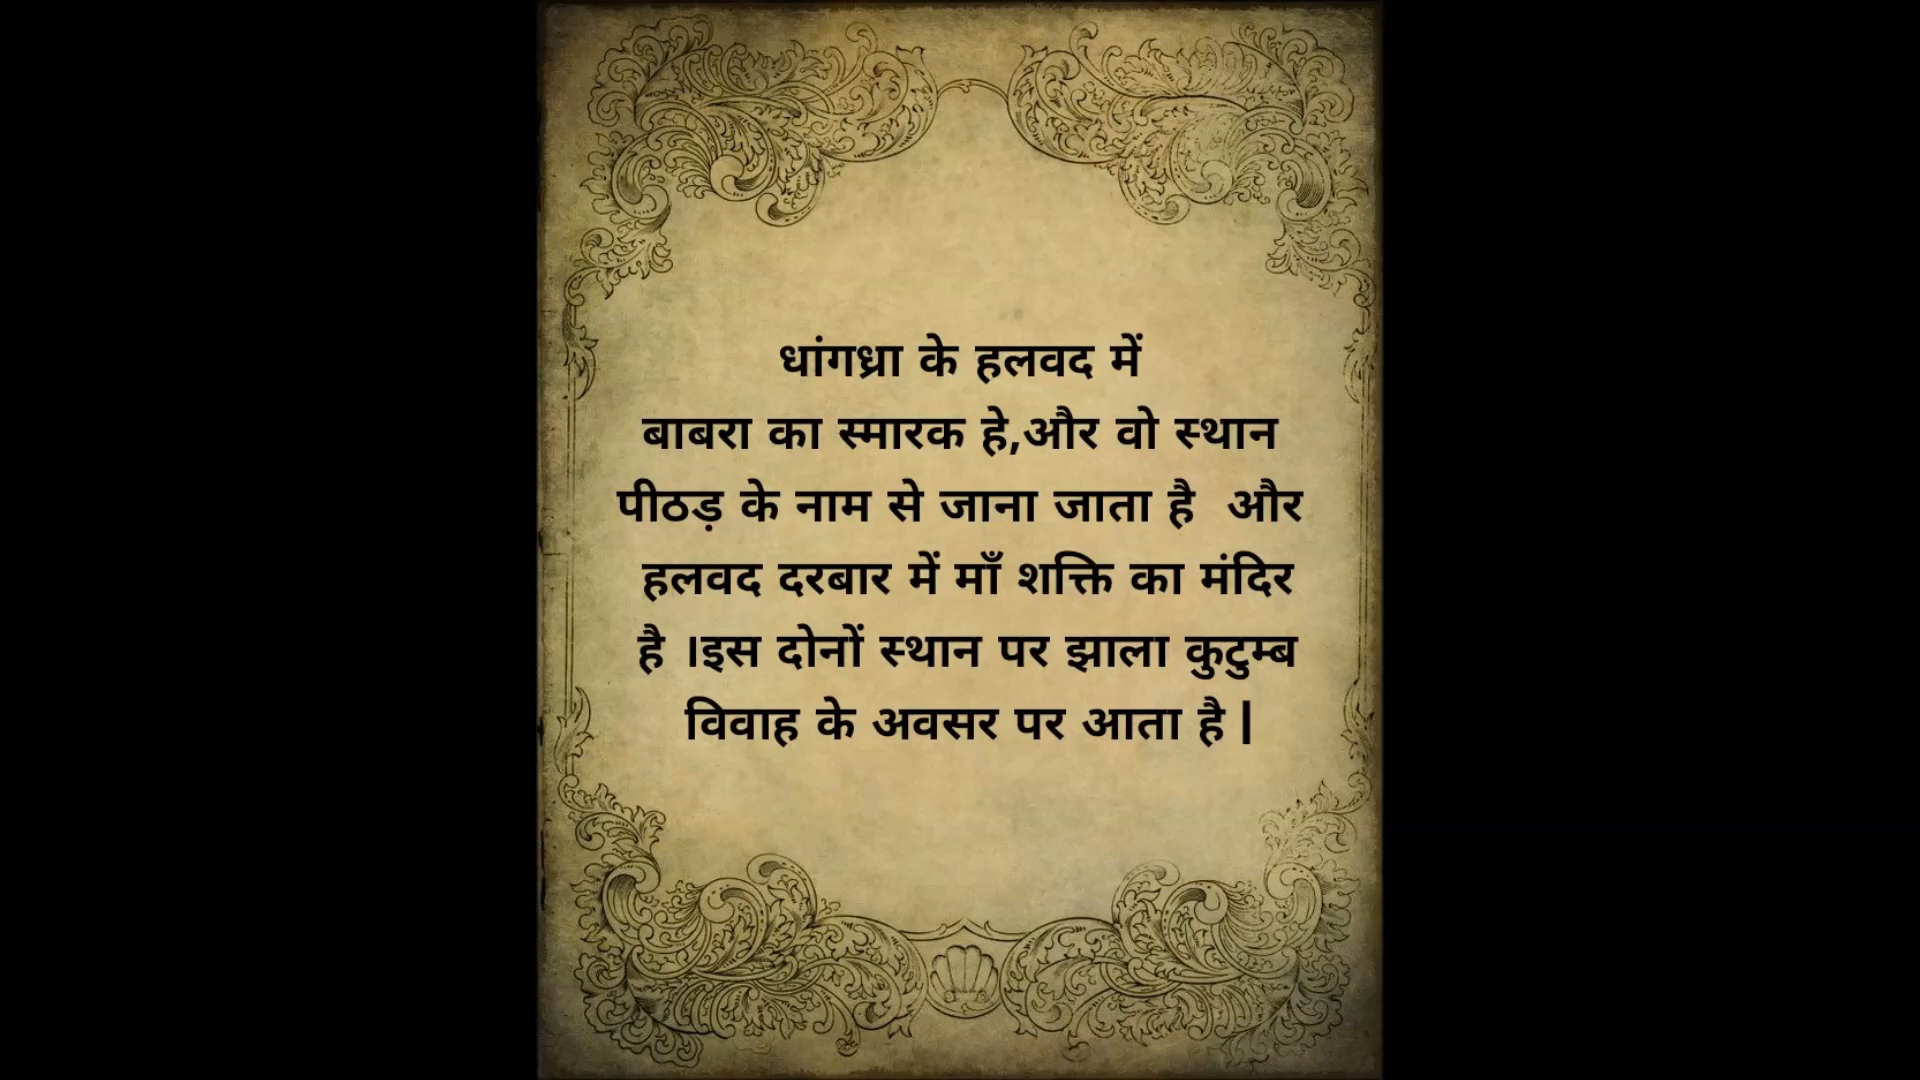 धांगध्रा के हलवद में
बाबरा का स्मारक हे,और वो स्थान
पीठड़ के नाम से जाना जाता है और
हलवद दरबार में माँ शक्ति का मंदिर
है ।इस दोनों स्थान पर झाला कुटुम्ब
विवाह के अवसर पर आता है |